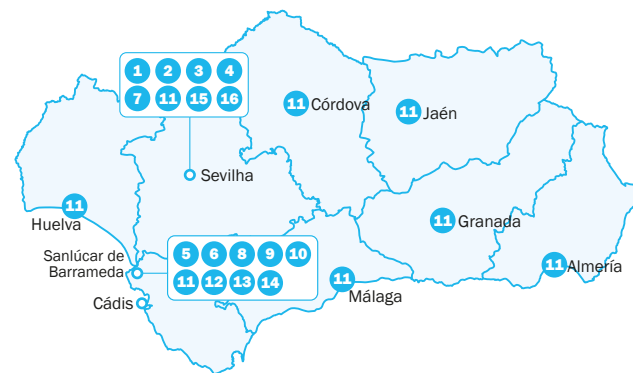 1 2 3 4
7 11 15 16
11 Córdova
11 Jaén
Sevilha
11
Huelva
11 Granada
Sanlúcar de
Barrameda
5 6 8 9 10
11 12 13 14
11 Almería
11
Málaga
Cádis